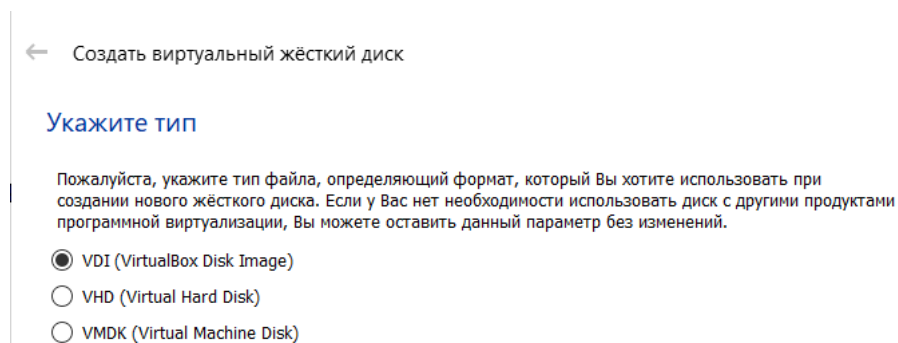 Создать виртуальный жёсткий диск
Укажите тип
Пожалуйста, укажите тип файла, определяющий формат, который Вы хотите использовать при
создании нового жёсткого диска. Если у Вас нет необходимости использовать диск с другими продуктами
программной виртуализации, Вы можете оставить данный параметр без изменений.
VDI (VirtualBox Disk Image)
VHD (Virtual Hard Disk)
VMDK (Virtual Machine Disk)